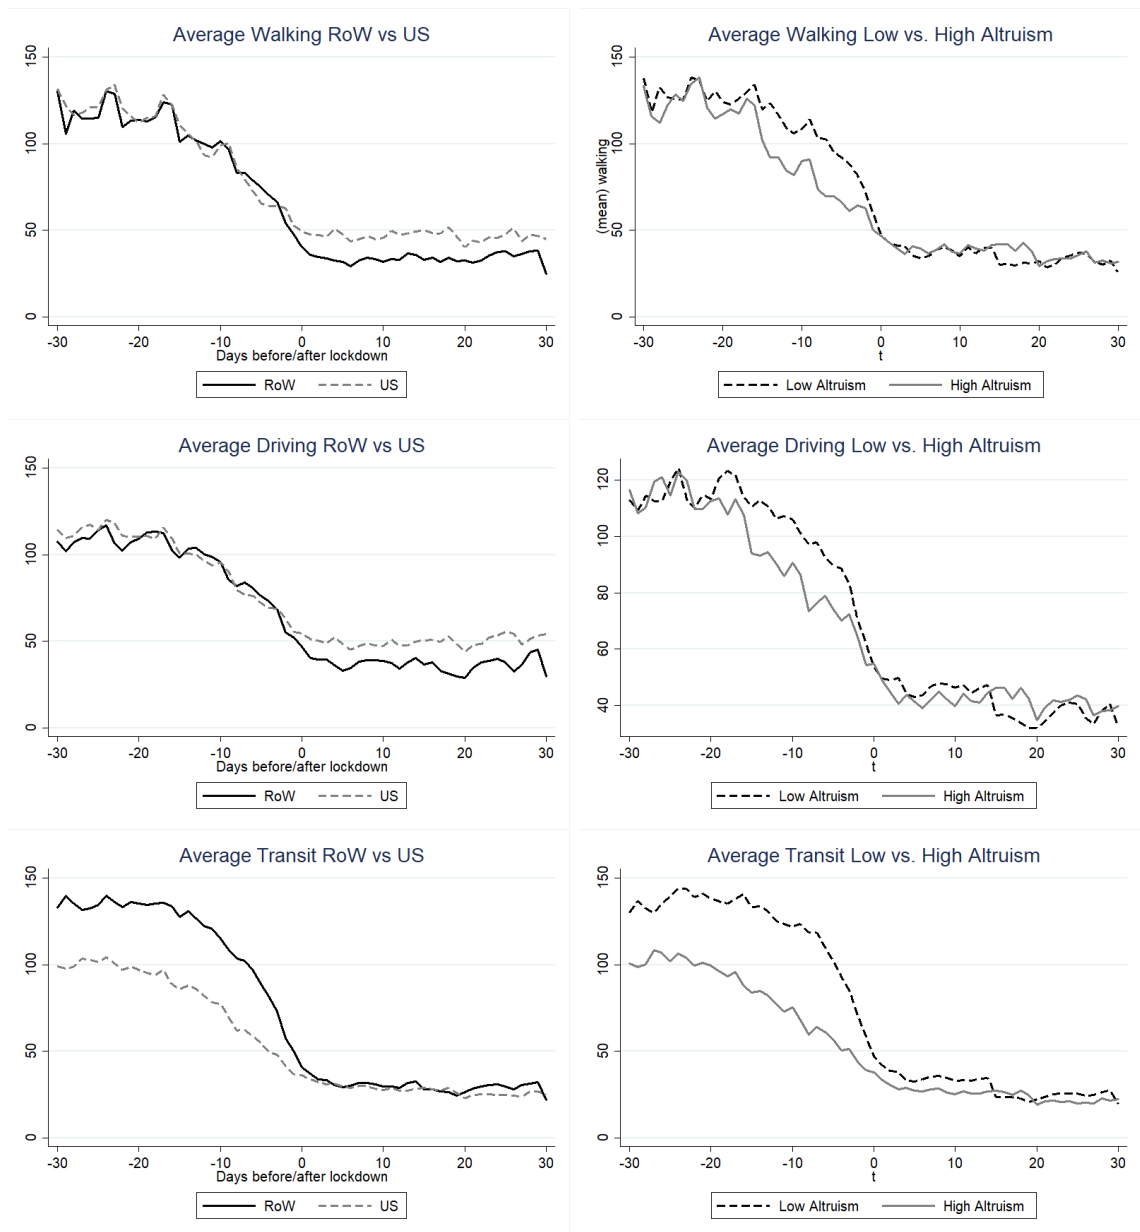 Average Walking RoW vs US
150
100
50
0
-30 -20 -10 0 10 20 30
Days before/after lockdown
RoW US
Average Walking Low vs. High Altruism
(mean) walking
150
100
50
0
-30 -20 -10 0 10 20 30
t
Low Altruism High Altruism
Average Driving RoW vs US
150
100
50
0
-30 -20 -10 0 10 20 30
Days before/after lockdown
RoW US
Average Driving Low vs. High Altruism
120
100
80
60
40
-30 -20 -10 0 10 20 30
t
Low Altruism High Altruism
Average Transit RoW vs US
150
100
50
0
-30 -20 -10 0 10 20 30
Days before/after lockdown
RoW US
Average Transit Low vs. High Altruism
150
100
50
0
-30 -20 -10 0 10 20 30
t
Low Altruism High Altruism